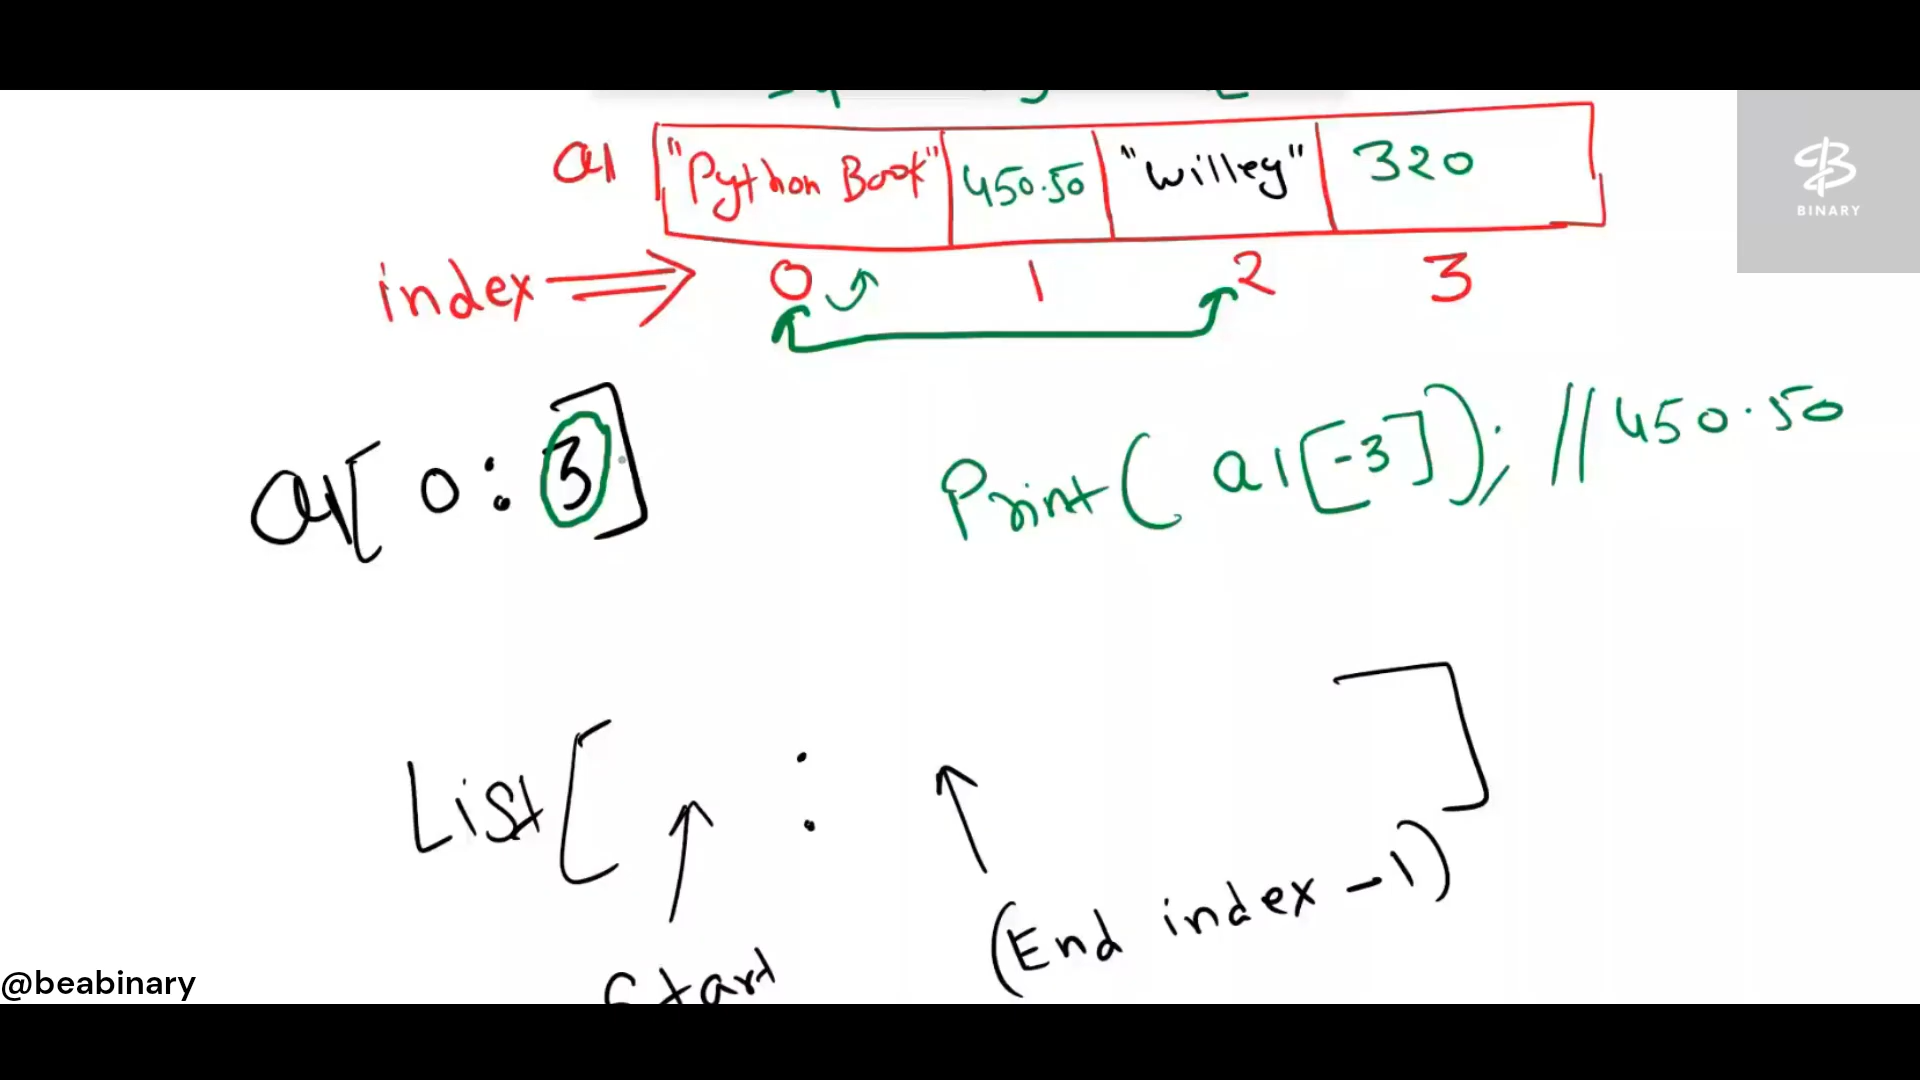 a1 "Python Book" 450.50 "willey" 320
index 0 1 2 3
a1[0:3]
Print(a1[-3]); // 450.50
List[ : ]
(End index -1)
Start
BINARY
@beabinary